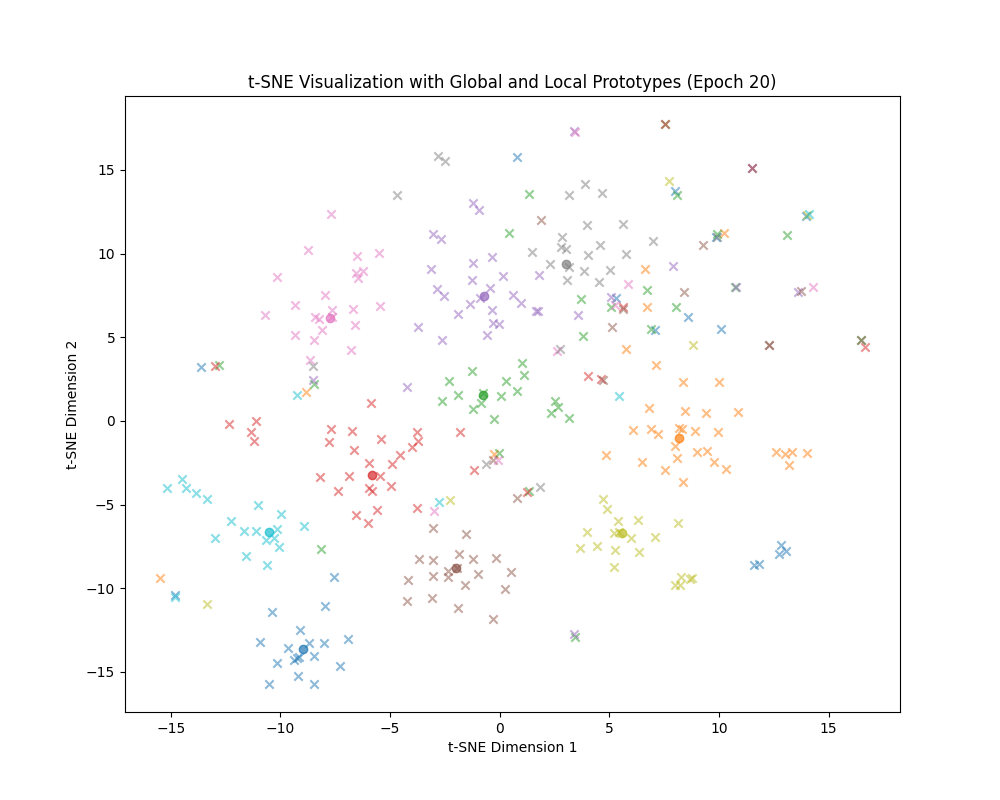 t-SNE Visualization with Global and Local Prototypes (Epoch 20)
15
10
5
0
−5
−10
−15
t-SNE Dimension 2
−15 −10 −5 0 5 10 15
t-SNE Dimension 1